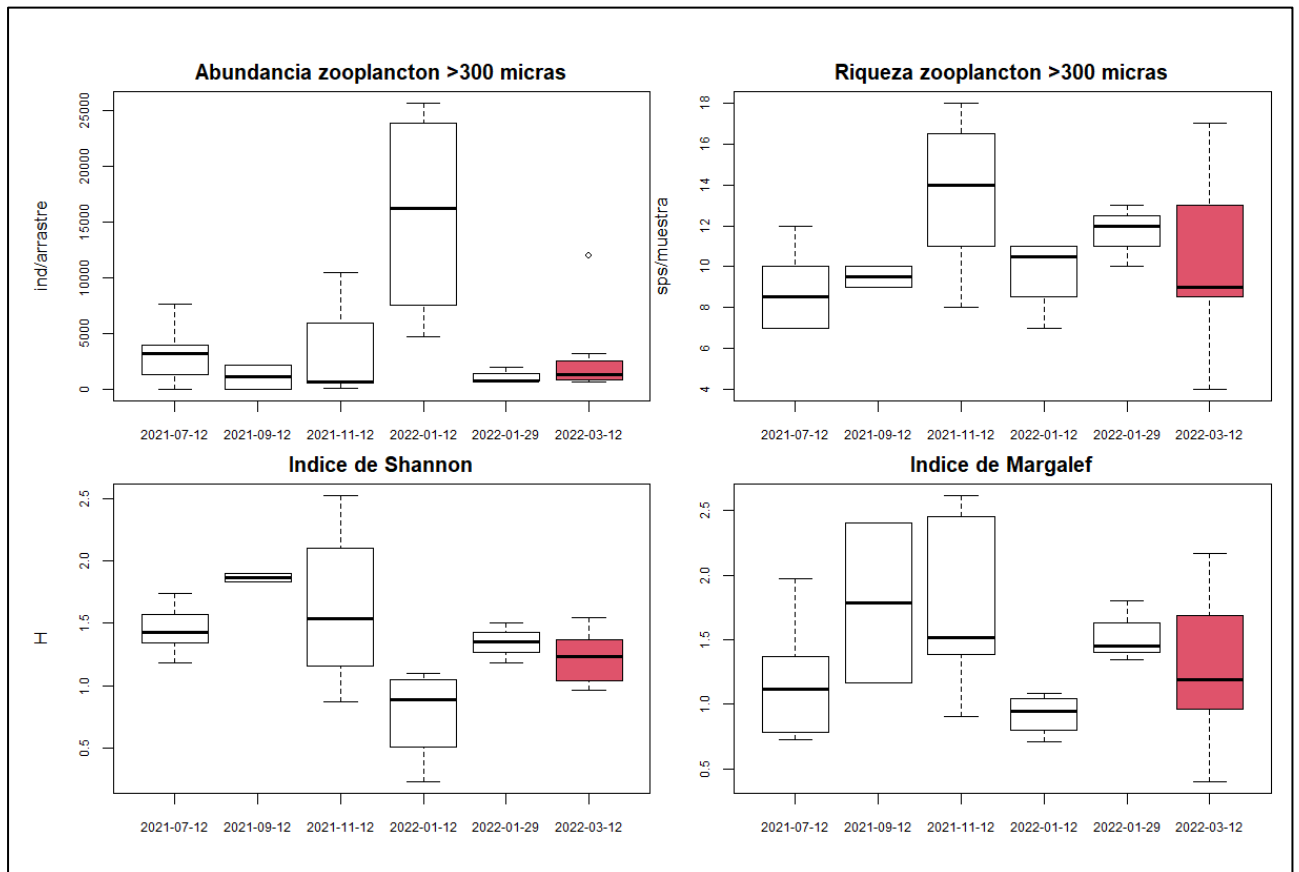 Abundancia zooplancton >300 micras
ind/arrastre
25000
20000
15000
10000
5000
0
2021-07-12 2021-09-12 2021-11-12 2022-01-12 2022-01-29 2022-03-12
Riqueza zooplancton >300 micras
sps/muestra
18
16
14
12
10
8
6
4
2021-07-12 2021-09-12 2021-11-12 2022-01-12 2022-01-29 2022-03-12
Indice de Shannon
H
2.5
2.0
1.5
1.0
0.5
2021-07-12 2021-09-12 2021-11-12 2022-01-12 2022-01-29 2022-03-12
Indice de Margalef
2.5
2.0
1.5
1.0
0.5
2021-07-12 2021-09-12 2021-11-12 2022-01-12 2022-01-29 2022-03-12